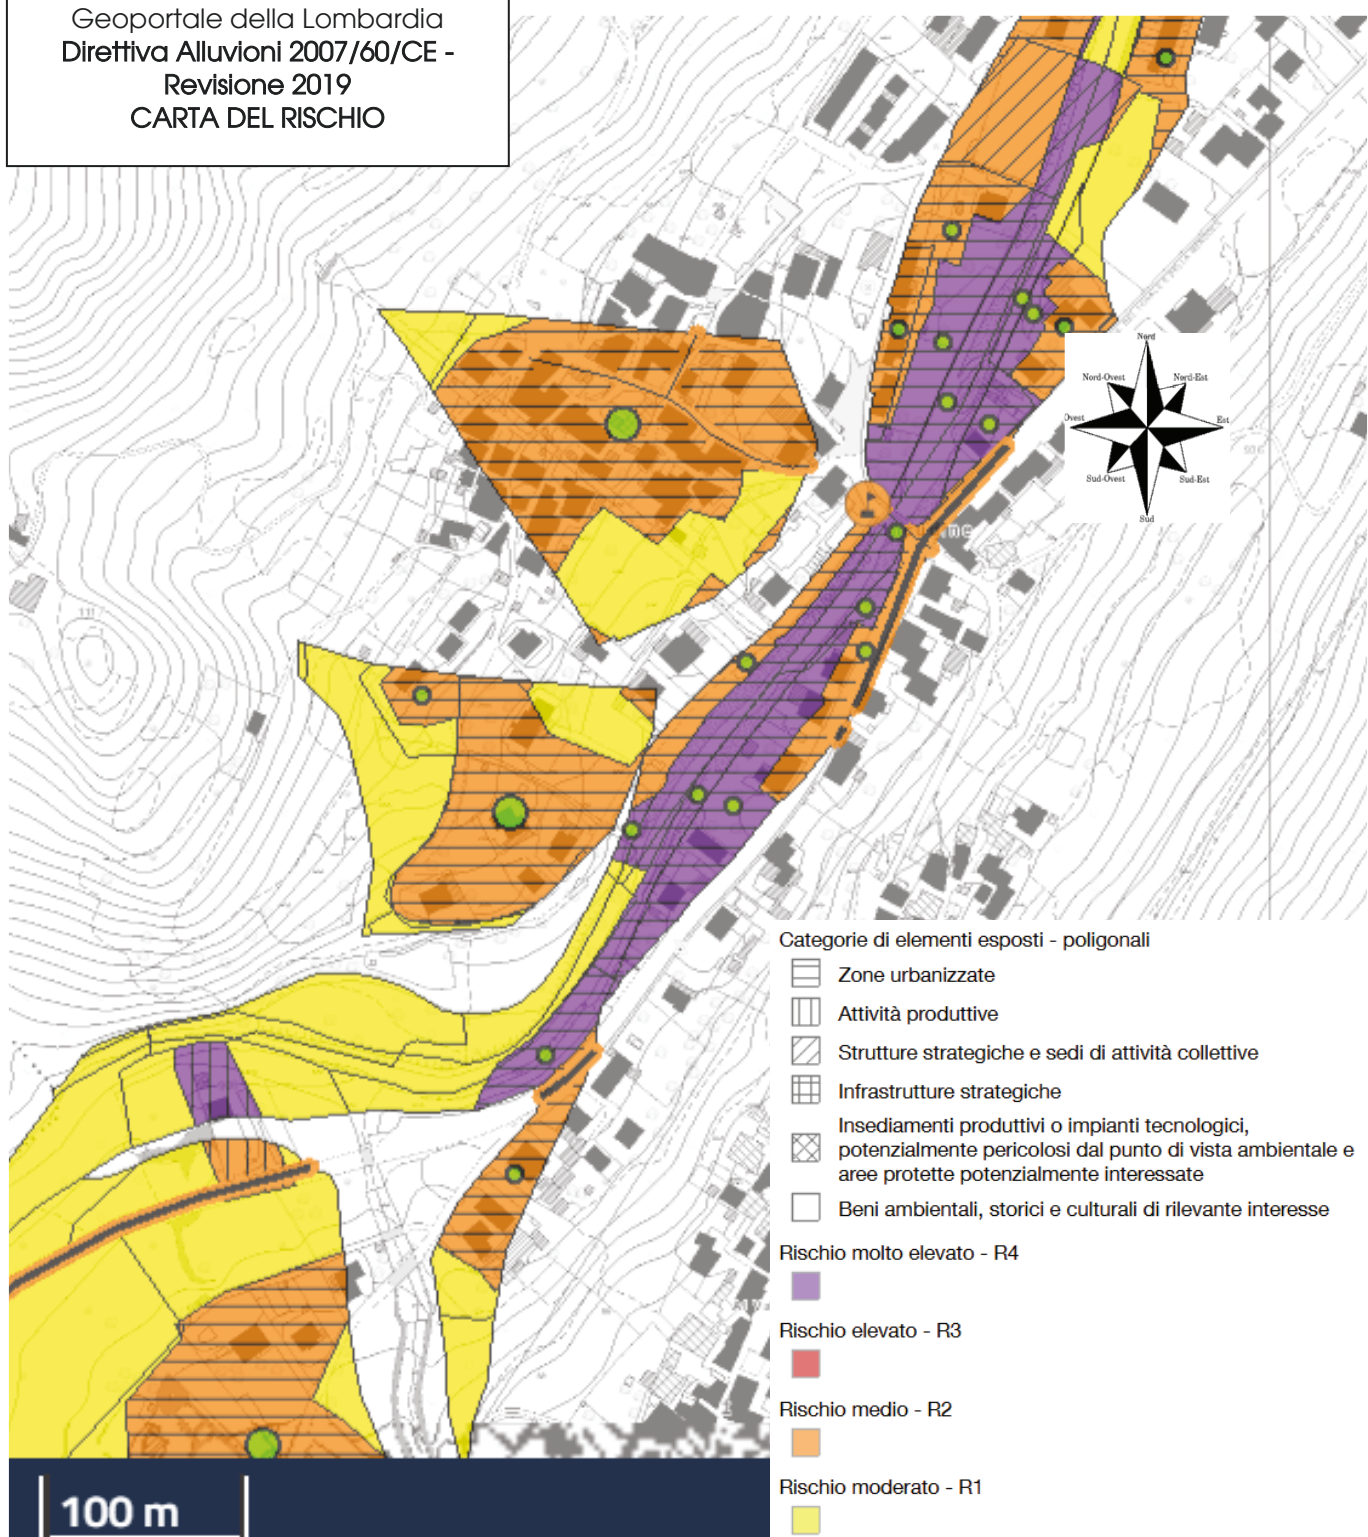 Geoportale della Lombardia
Direttiva Alluvioni 2007/60/CE -
Revisione 2019
CARTA DEL RISCHIO
Nord
Nord-Ovest
Nord-Est
Est
Sud-Ovest
Sud-Est
Sud
Categorie di elementi esposti - poligonali
Zone urbanizzate
Attività produttive
Strutture strategiche e sedi di attività collettive
Infrastrutture strategiche
Insediamenti produttivi o impianti tecnologici,
potenzialmente pericolosi dal punto di vista ambientale e
aree protette potenzialmente interessate
Beni ambientali, storici e culturali di rilevante interesse
Rischio molto elevato - R4
Rischio elevato - R3
Rischio medio - R2
Rischio moderato - R1
100 m